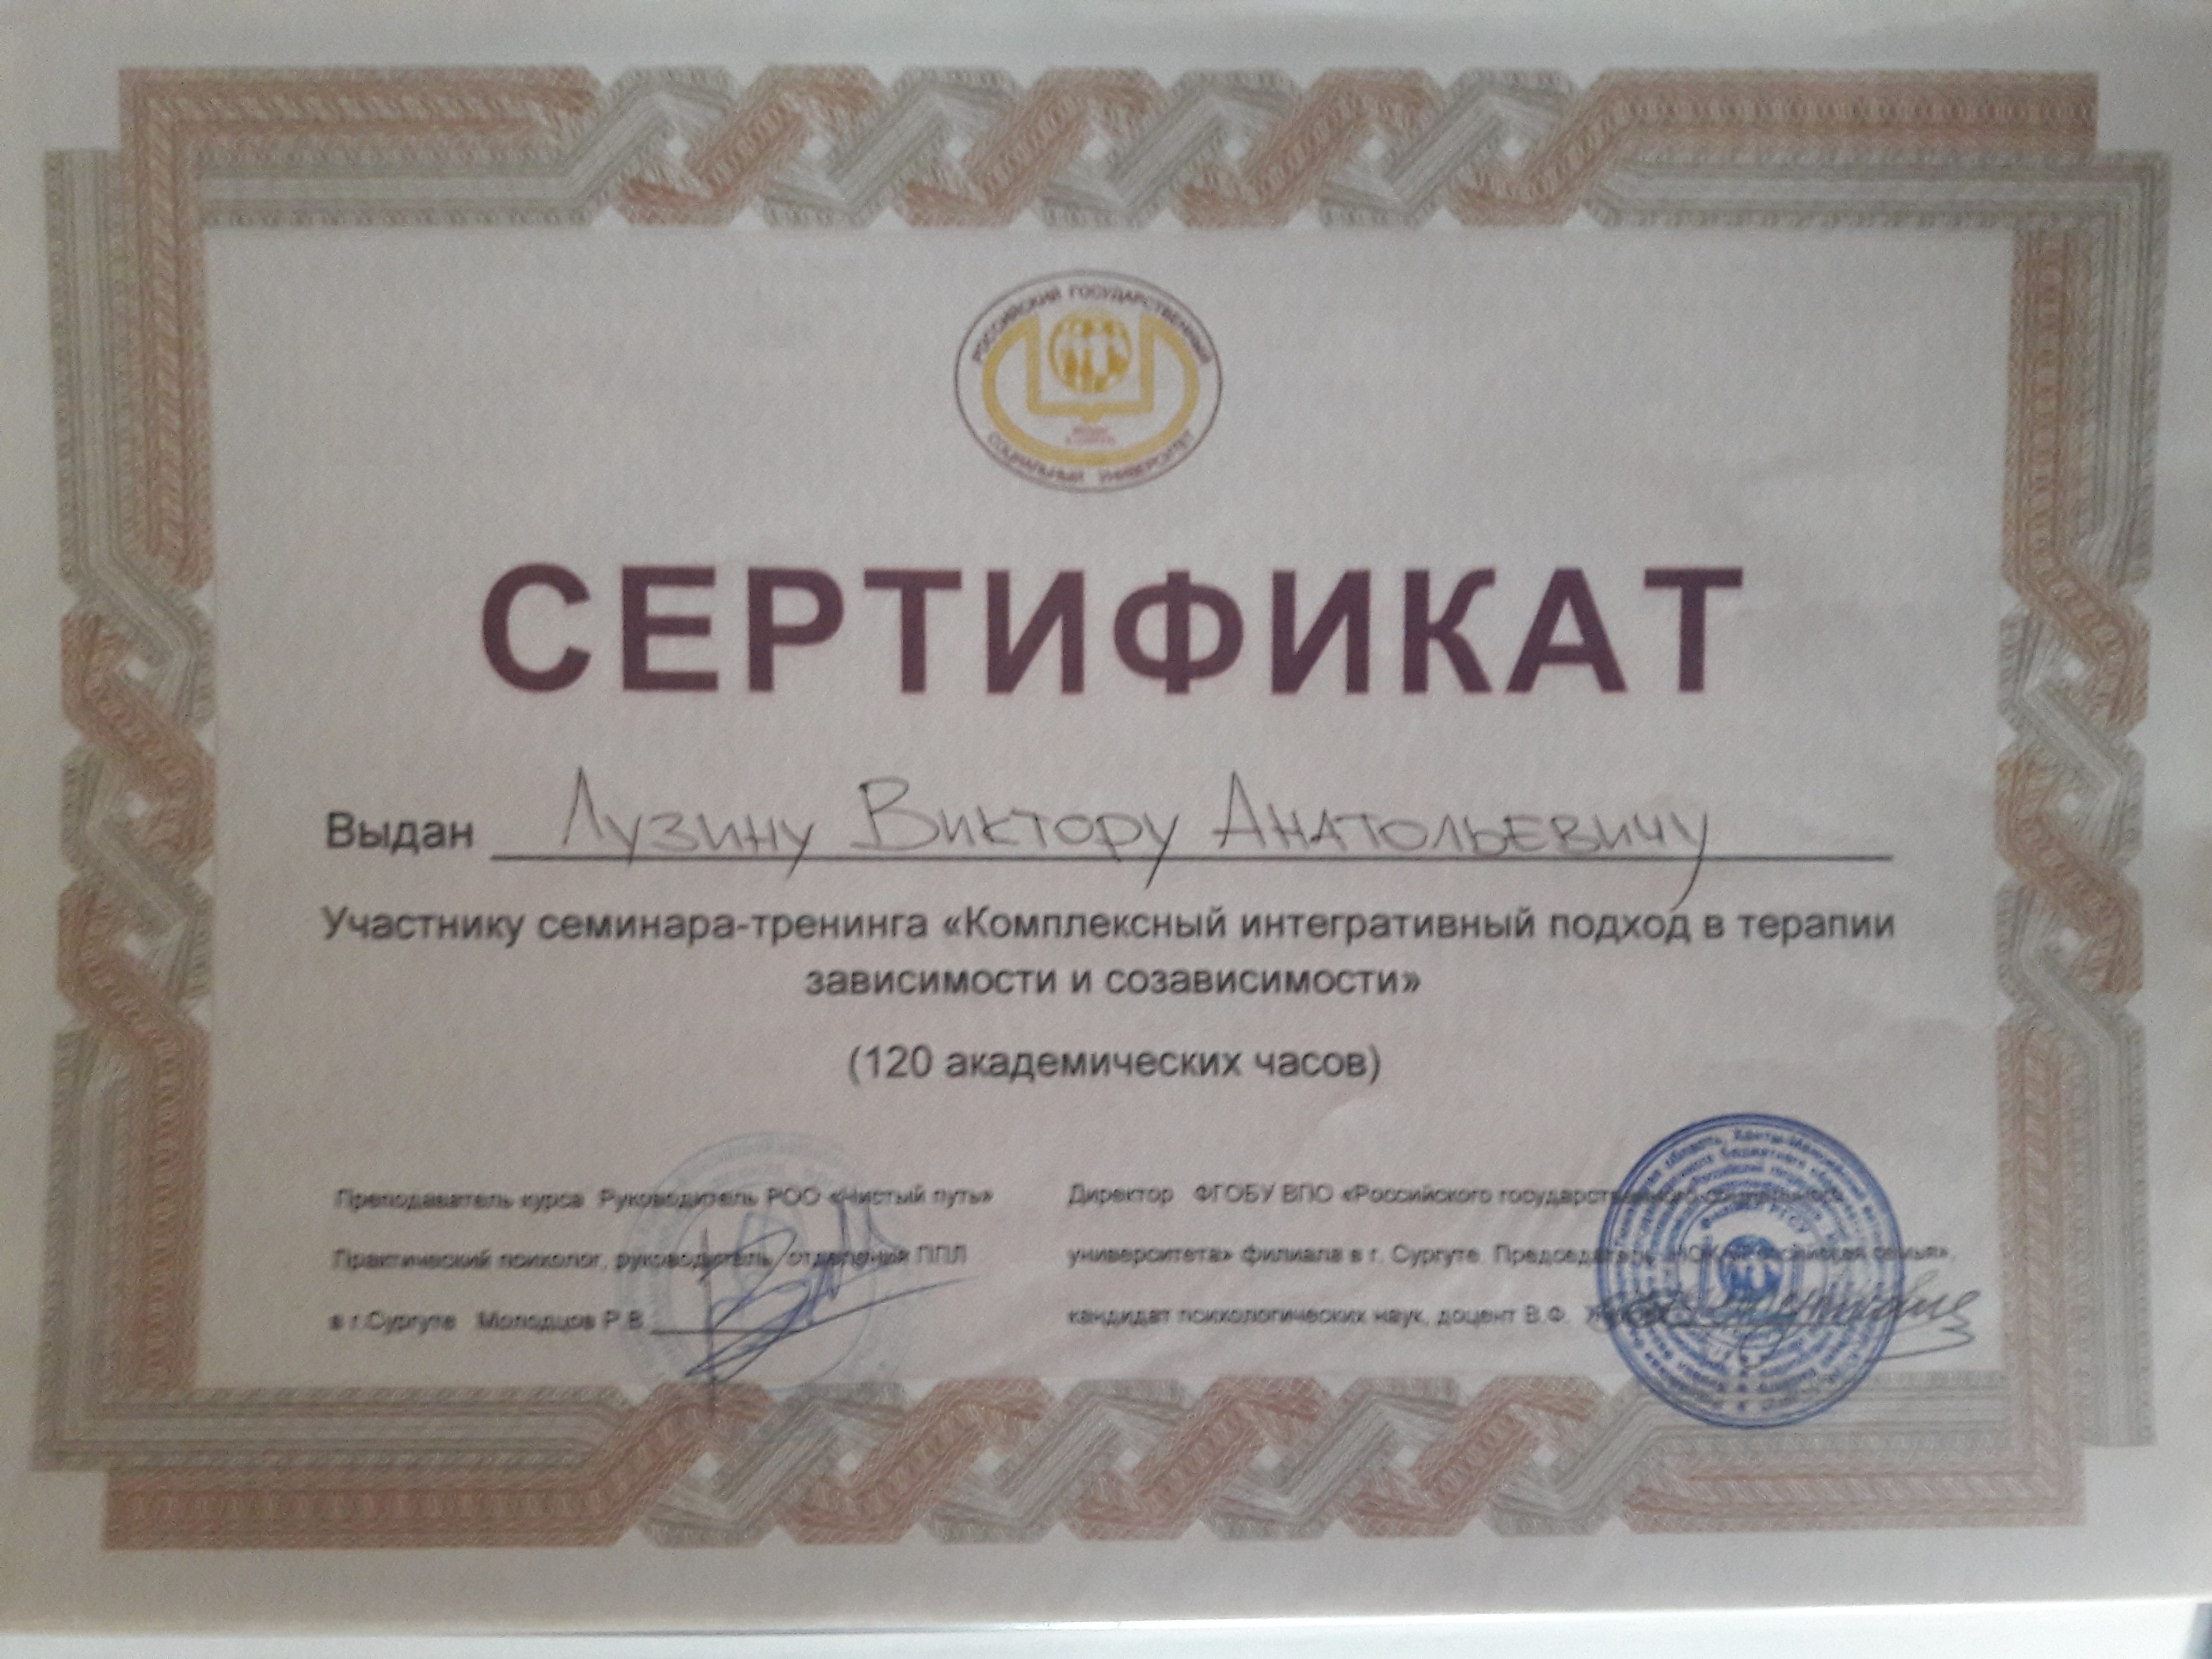 РОССИЙСКИЙ ГОСУДАРСТВЕННЫЙ
СОЦИАЛЬНЫЙ УНИВЕРСИТЕТ
СЕРТИФИКАТ
Выдан Лузину Виктору Анатольевичу
Участнику семинара-тренинга «Комплексный интегративный подход в терапии
зависимости и созависимости»
(120 академических часов)
Преподаватель курса Руководитель РОО «Чистый путь»
Практический психолог, руководитель отделения ППЛ
в г.Сургуте Молодцов Р.В.
Директор ФГОБУ ВПО «Российского государственного социального
университета» филиала в г. Сургуте. Председатель семья».
кандидат психологических наук, доцент В.Ф.